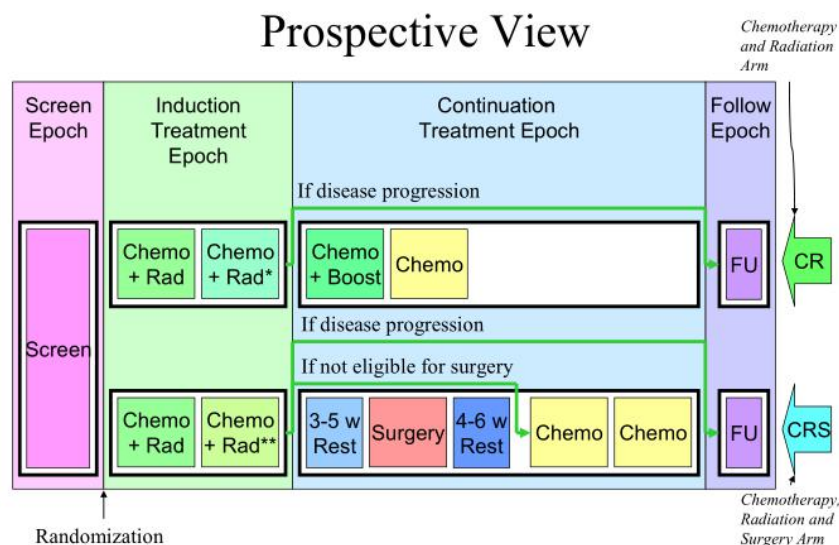 Prospective View
Chemotherapy
and Radiation
Arm
Screen
Epoch
Induction
Treatment
Epoch
Continuation
Treatment Epoch
Follow
Epoch
If disease progression
Chemo
+ Rad
Chemo
+ Rad*
Chemo
+ Boost
Chemo
FU
CR
Screen
If disease progression
If not eligible for surgery
Chemo
+ Rad
Chemo
+ Rad**
3-5 w
Rest
Surgery
4-6 w
Rest
Chemo
Chemo
FU
CRS
Randomization
Chemotherapy,
Radiation and
Surgery Arm